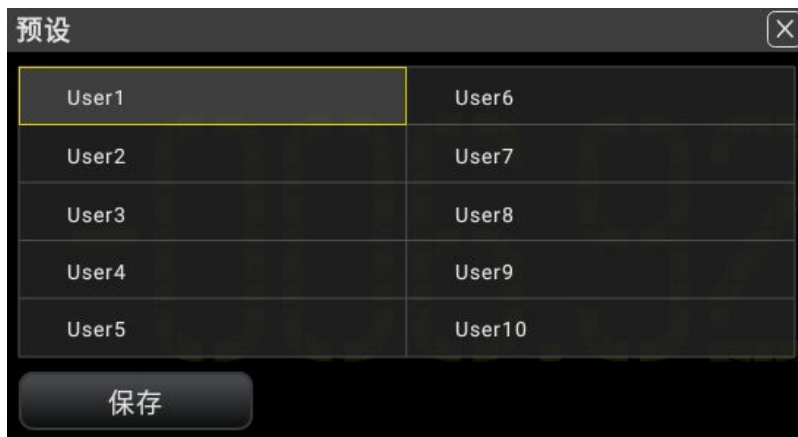 预设
User1 User6
User2 User7
User3 User8
User4 User9
User5 User10
保存